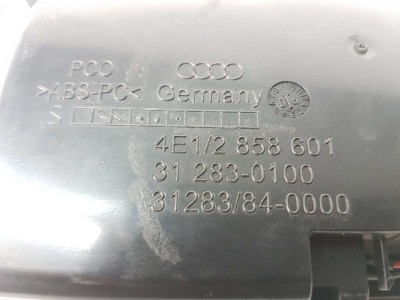 PCO
>ABS-PC< Germany
S
4E1/2 858 601
31 283-0100
31283/84-0000